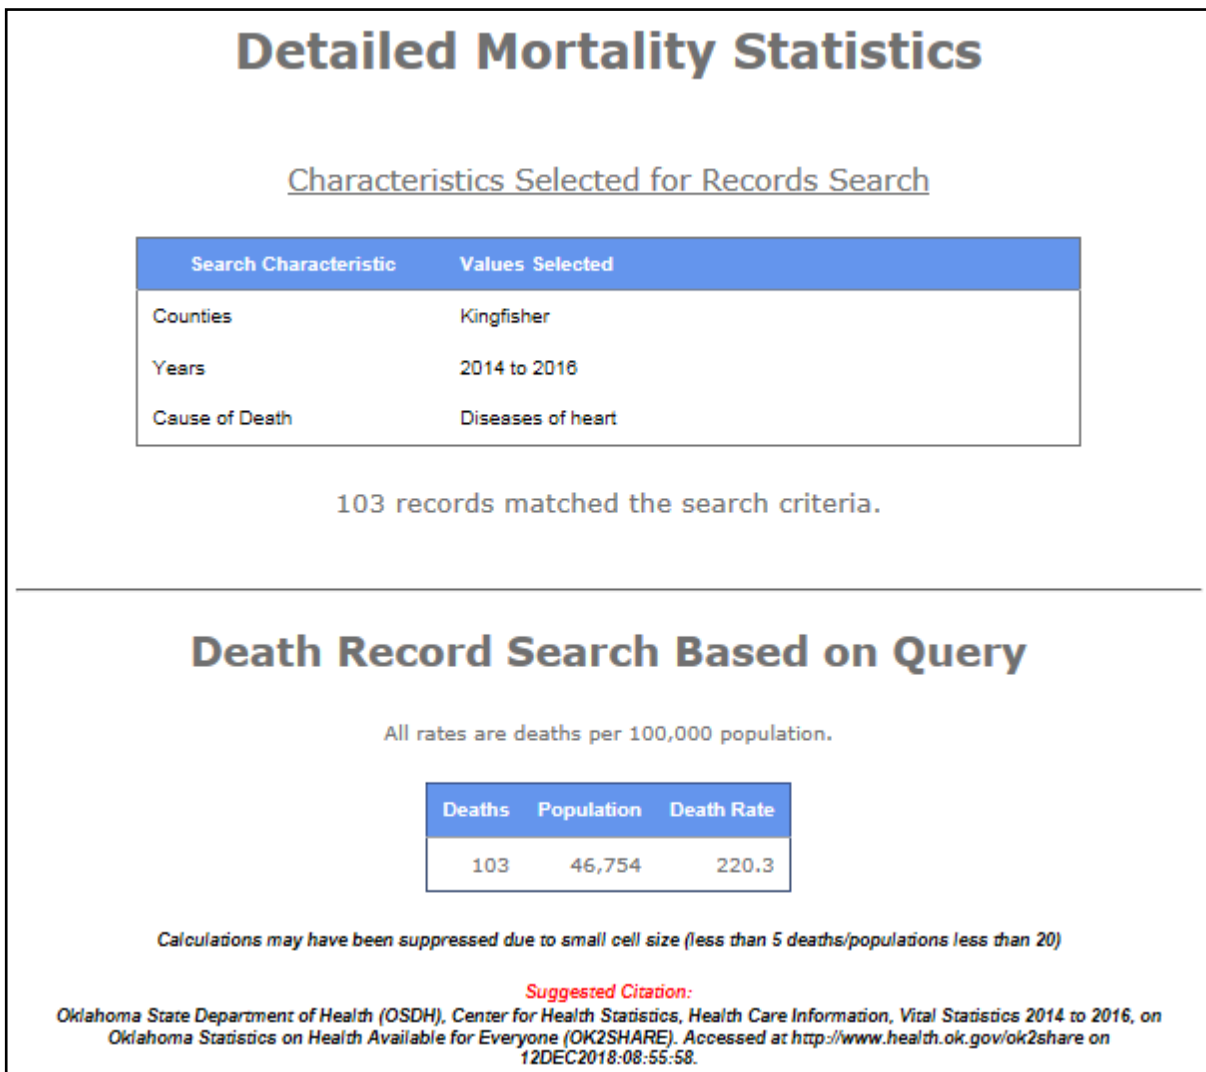 Detailed Mortality Statistics
Characteristics Selected for Records Search
Search Characteristic Values Selected
Counties Kingfisher
Years 2014 to 2016
Cause of Death Diseases of heart
103 records matched the search criteria.
Death Record Search Based on Query
All rates are deaths per 100,000 population.
Deaths Population Death Rate
103 46,754 220.3
Calculations may have been suppressed due to small cell size (less than 5 deaths/populations less than 20)
Suggested Citation:
Oklahoma State Department of Health (OSDH), Center for Health Statistics, Health Care Information, Vital Statistics 2014 to 2016, on
Oklahoma Statistics on Health Available for Everyone (OK2SHARE). Accessed at http://www.health.ok.gov/ok2share on
12DEC2018:08:55:58.